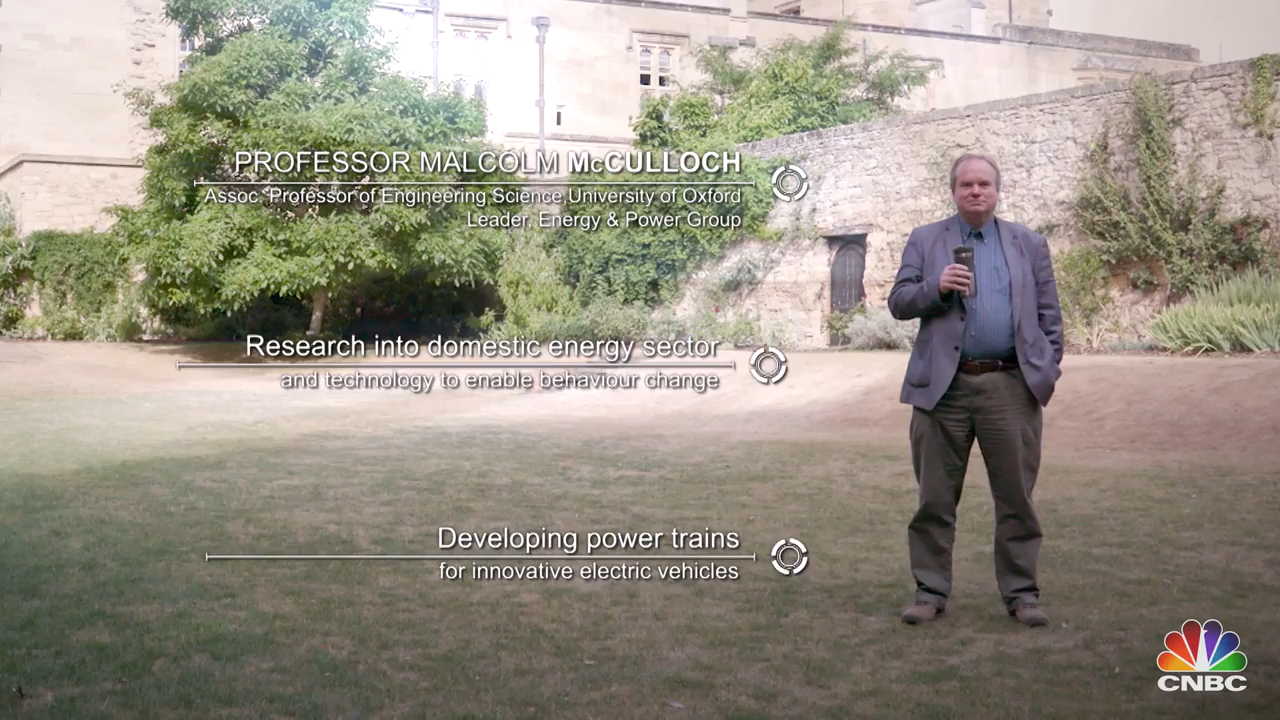 PROFESSOR MALCOLM McCULLOCH
Assoc. Professor of Engineering Science,University of Oxford
Leader, Energy & Power Group
Research into domestic energy sector
and technology to enable behaviour change
Developing power trains
for innovative electric vehicles
CNBC